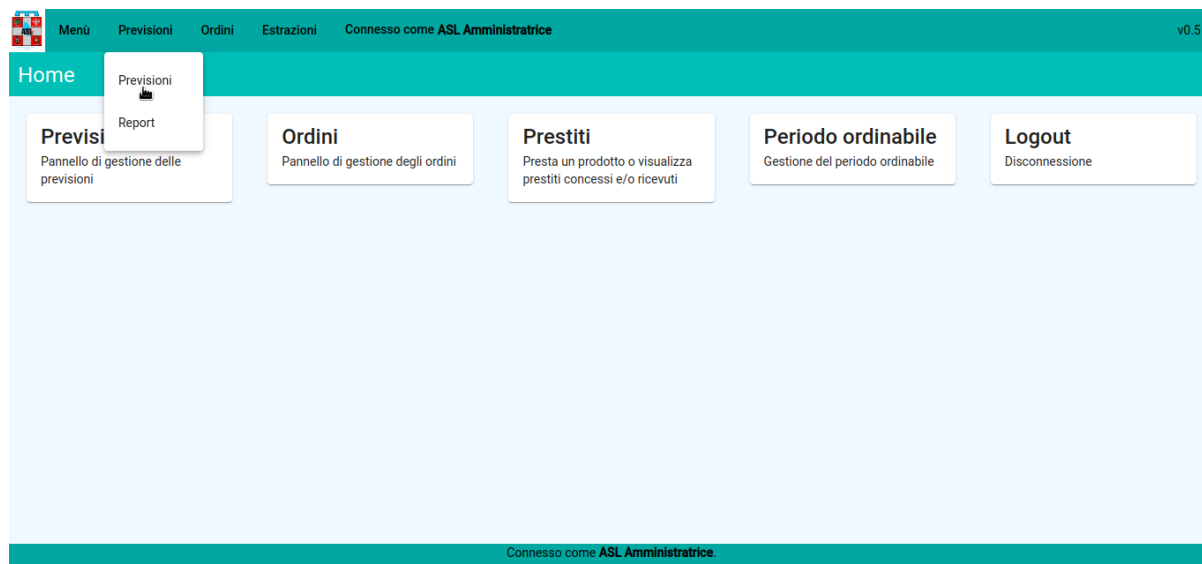 ASL
Menù Previsioni Ordini Estrazioni Connesso come ASL Amministratrice v0.5
Home
Previsioni
Report
Previsi
Pannello di gestione delle
previsioni
Ordini
Pannello di gestione degli ordini
Prestiti
Presta un prodotto o visualizza
prestiti concessi e/o ricevuti
Periodo ordinabile
Gestione del periodo ordinabile
Logout
Disconnessione
Connesso come ASL Amministratrice.